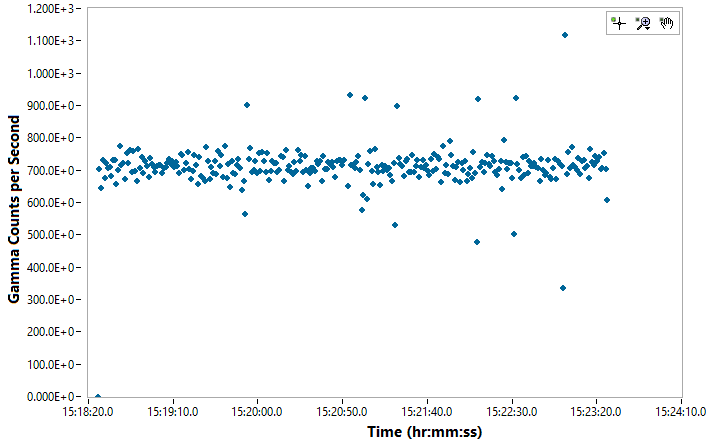 1.200E+3
1.100E+3
1.000E+3
900.0E+0
800.0E+0
700.0E+0
600.0E+0
500.0E+0
400.0E+0
300.0E+0
200.0E+0
100.0E+0
0.000E+0
Gamma Counts per Second
15:18:20.0 15:19:10.0 15:20:00.0 15:20:50.0 15:21:40.0 15:22:30.0 15:23:20.0 15:24:10.0
Time (hr:mm:ss)